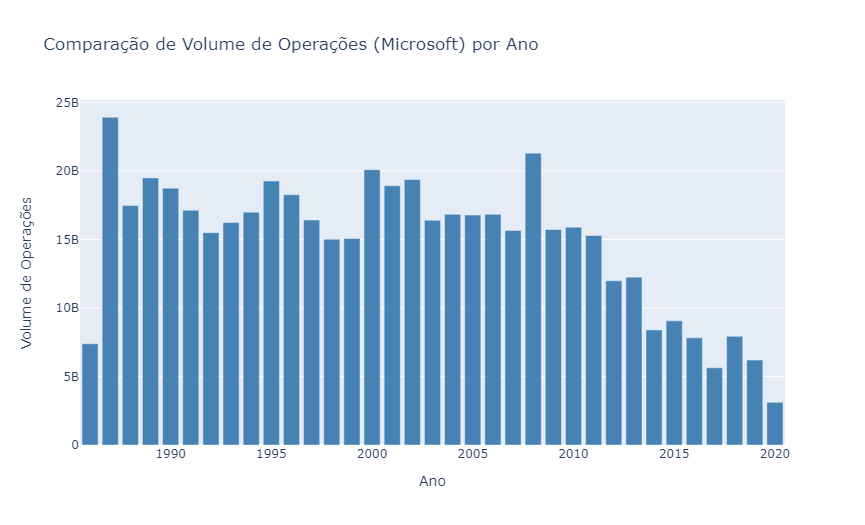 Comparação de Volume de Operações (Microsoft) por Ano
25B
20B
15B
10B
5B
0
Volume de Operações
1990 1995 2000 2005 2010 2015 2020
Ano